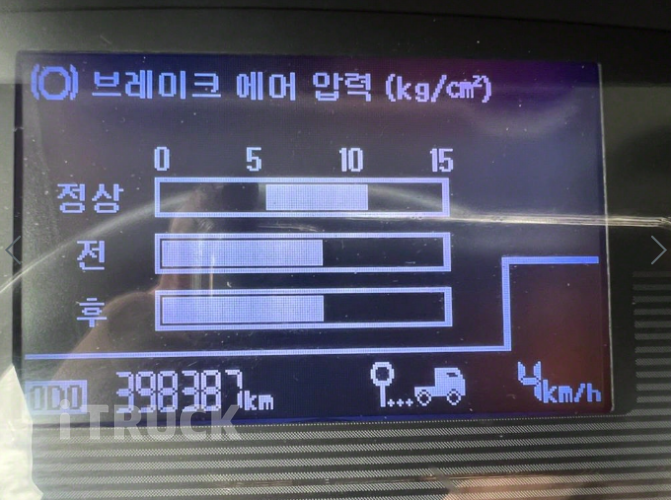 브레이크 에어 압력 (kg/cm²)
0 5 10 15
정상
전
후
ODO 398387km 4km/h
1TRUCK